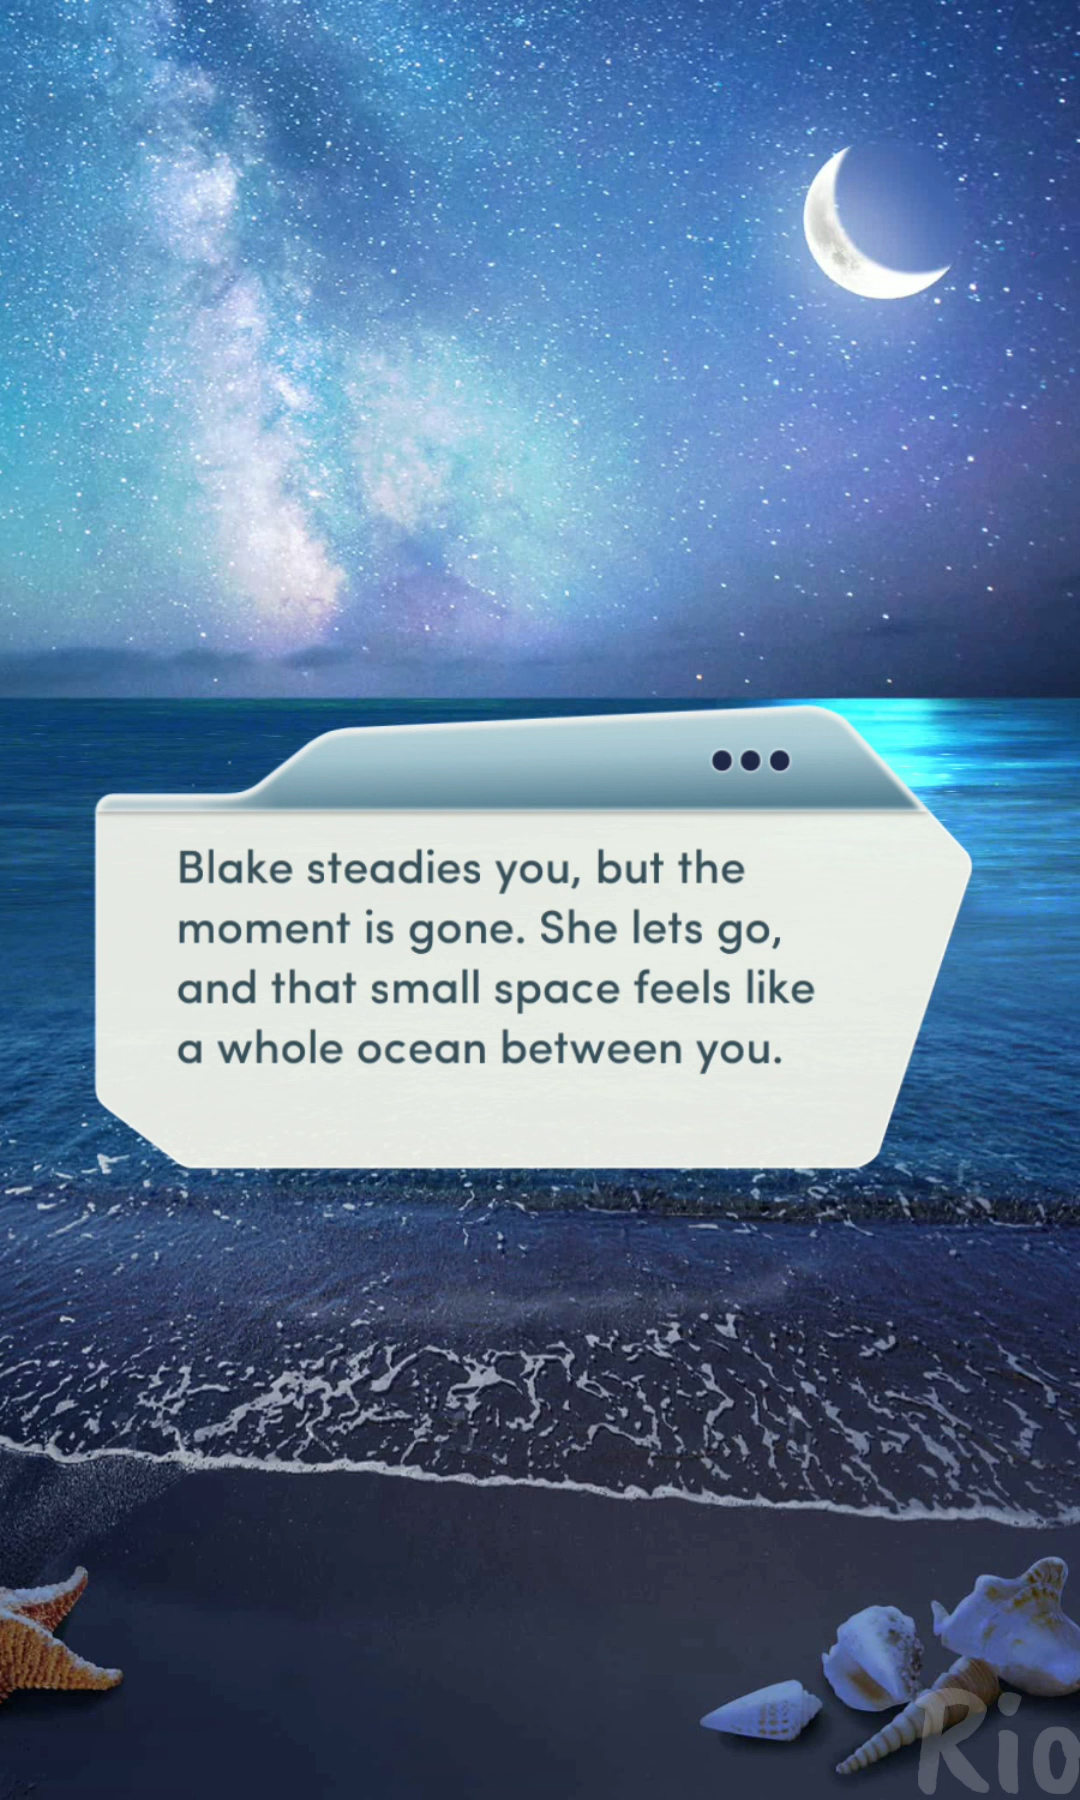 Blake steadies you, but the
moment is gone. She lets go,
and that small space feels like
a whole ocean between you.
Rio